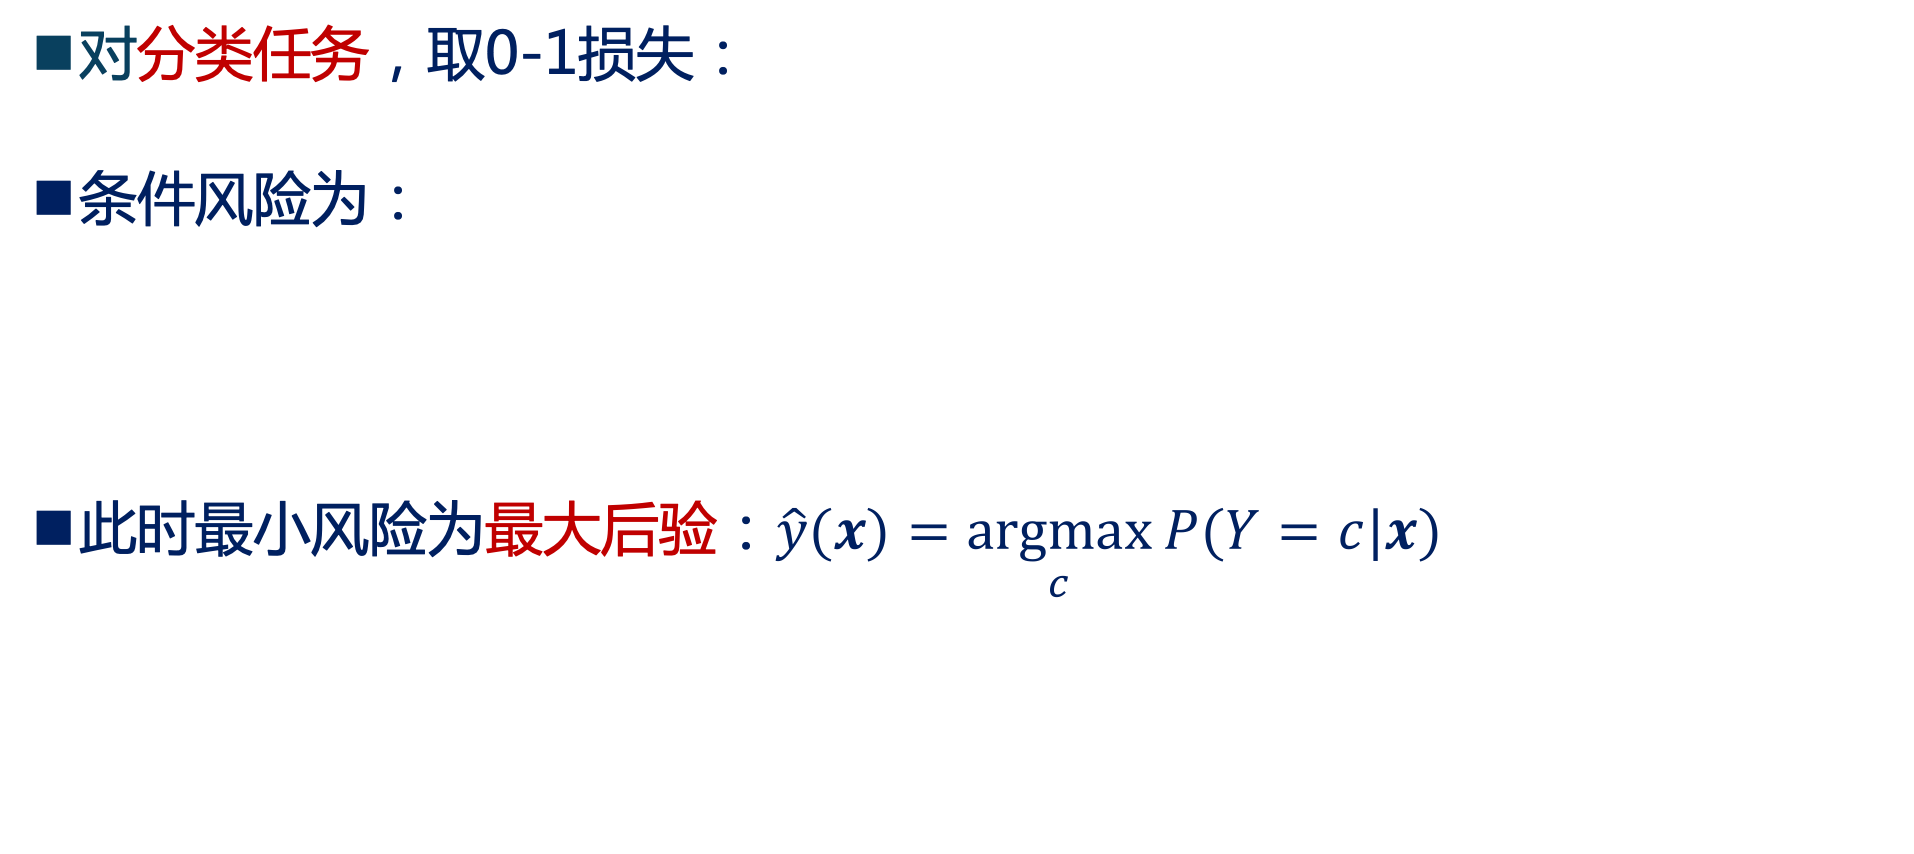 ■对分类任务，取0-1损失：
■条件风险为：
■此时最小风险为最大后验：ŷ(x) = argmax P(Y = c|x)
c